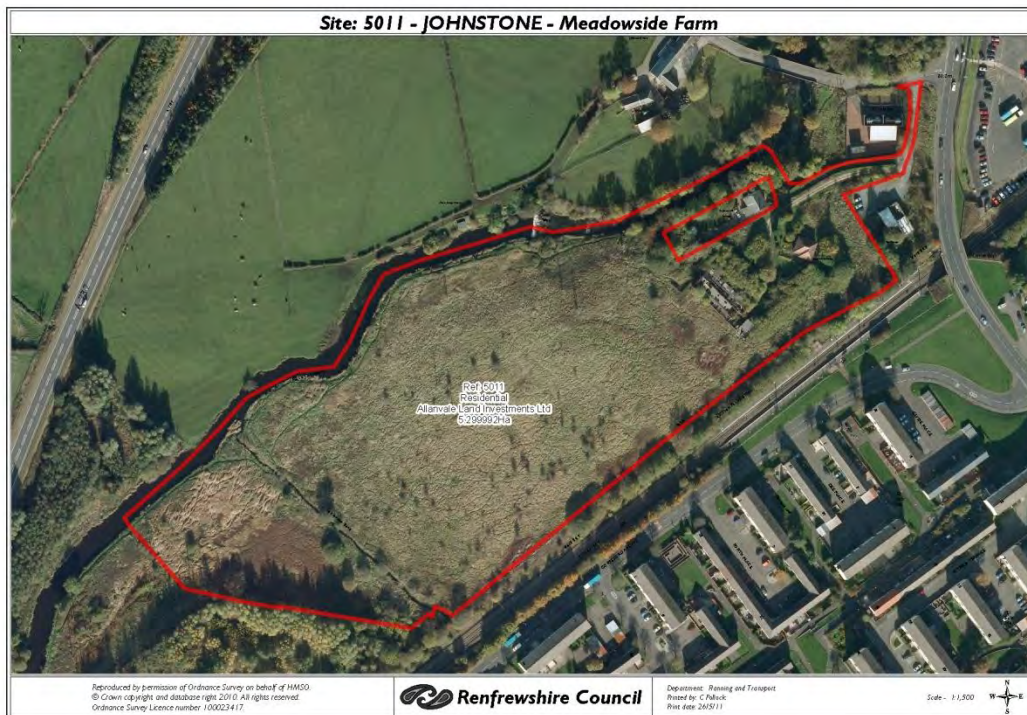 Site: 5011 - JOHNSTONE - Meadowside Farm
Ref: 5011
Residential
Allanvale Land Investments Ltd
5.299992Ha
Reproduced by permission of Ordnance Survey on behalf of HMSO.
© Crown copyright and database right 2010. All rights reserved.
Ordnance Survey Licence number 100023417.
Renfrewshire Council
Department: Planning and Transport
Printed by: C Pollock
Print date: 26/5/11
Scale - 1:1,500
N
W E
S